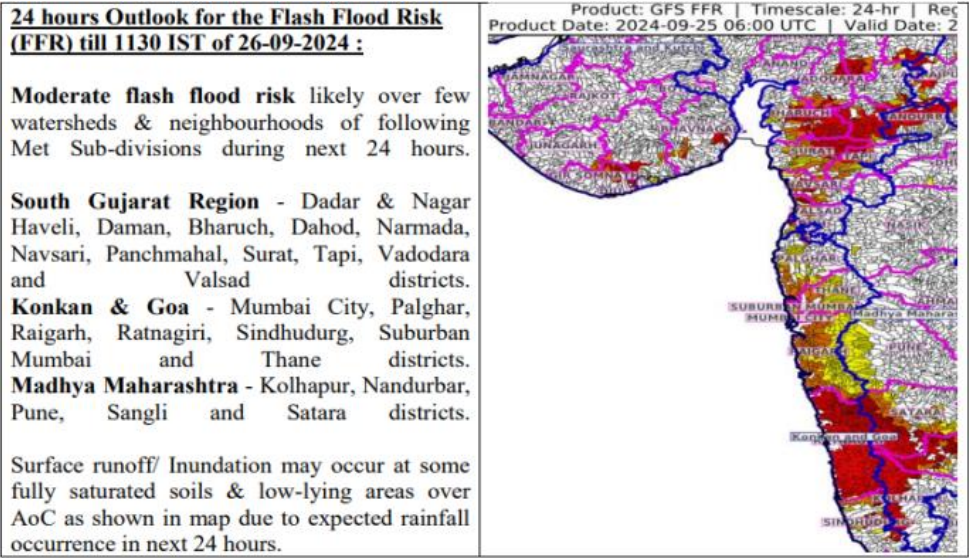 24 hours Outlook for the Flash Flood Risk
(FFR) till 1130 IST of 26-09-2024 :
Moderate flash flood risk likely over few
watersheds & neighbourhoods of following
Met Sub-divisions during next 24 hours.
South Gujarat Region - Dadar & Nagar
Haveli, Daman, Bharuch, Dahod, Narmada,
Navsari, Panchmahal, Surat, Tapi, Vadodara
and Valsad districts.
Konkan & Goa - Mumbai City, Palghar,
Raigarh, Ratnagiri, Sindhudurg, Suburban
Mumbai and Thane districts.
Madhya Maharashtra - Kolhapur, Nandurbar,
Pune, Sangli and Satara districts.
Surface runoff/ Inundation may occur at some
fully saturated soils & low-lying areas over
AoC as shown in map due to expected rainfall
occurrence in next 24 hours.
Product: GFS FFR | Timescale: 24-hr | Reg
Product Date: 2024-09-25 06:00 UTC | Valid Date: 2
Saurashtra and Kutch
JAMNAGAR
RAJKOT
JUNAGARH
GIR SOMNATH
NASIK
PALGHAR
THANE
SUBURBAN MUMBAI
MUMBAI CITY
Madhya Maharas
PUNE
RAIGARH
SATARA
Konkan and Goa